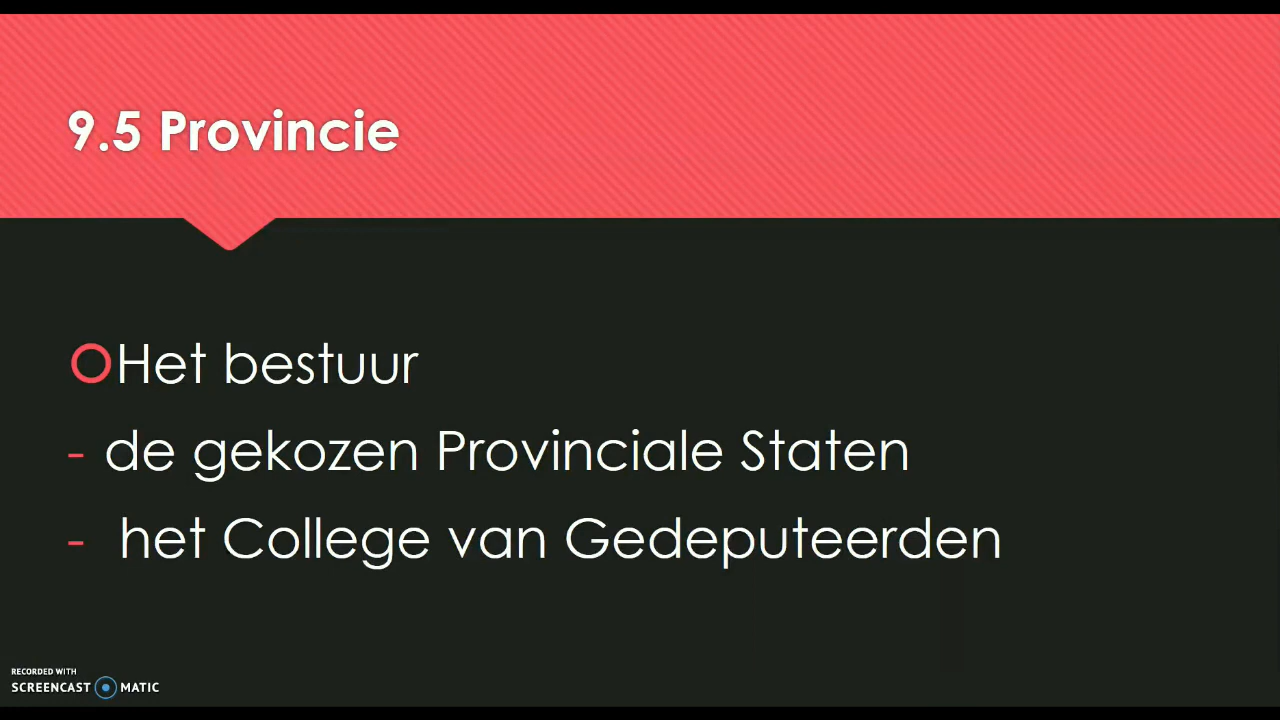 9.5 Provincie
Het bestuur
- de gekozen Provinciale Staten
- het College van Gedeputeerden
RECORDED WITH
SCREENCAST MATIC